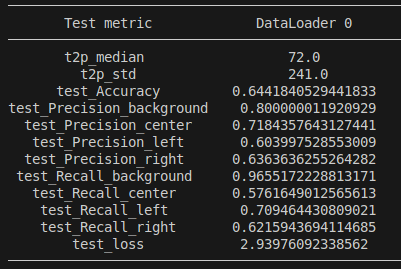 Test metric DataLoader 0
t2p_median 72.0
t2p_std 241.0
test_Accuracy 0.6441840529441833
test_Precision_background 0.800000011920929
test_Precision_center 0.7184357643127441
test_Precision_left 0.603997528553009
test_Precision_right 0.6363636255264282
test_Recall_background 0.9655172228813171
test_Recall_center 0.5761649012565613
test_Recall_left 0.709464430809021
test_Recall_right 0.6215943694114685
test_loss 2.93976092338562